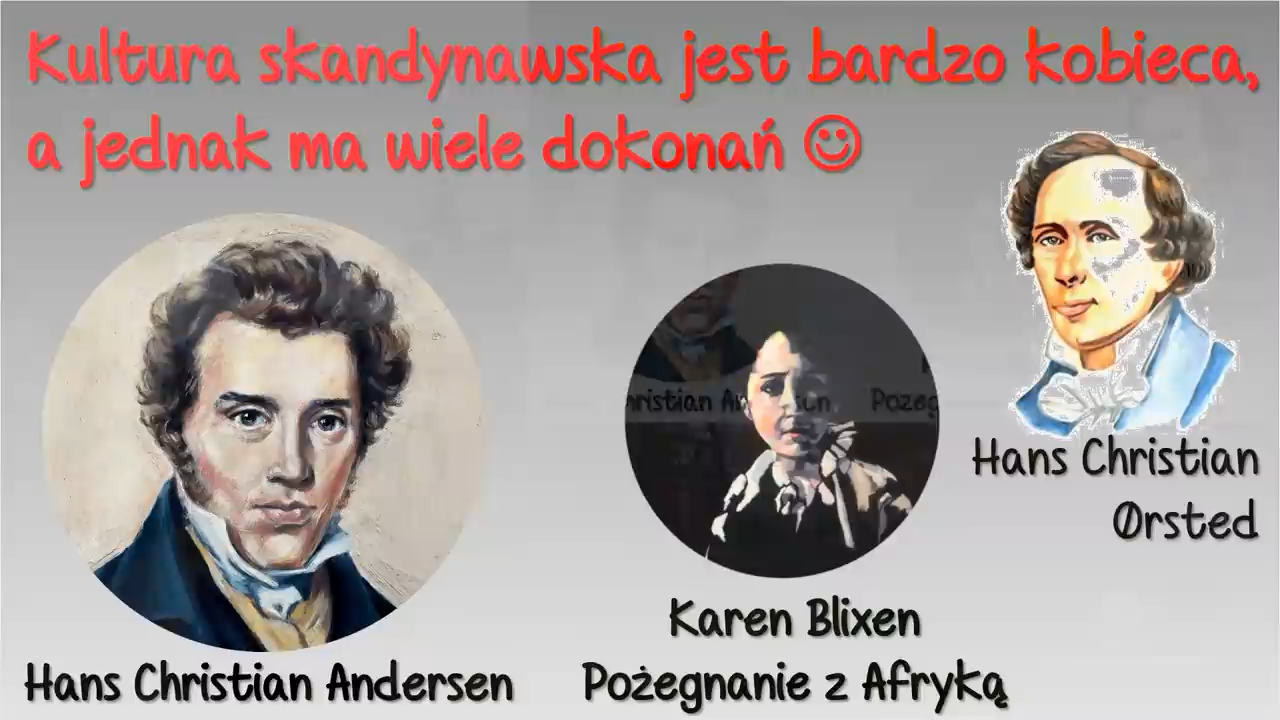 Kultura skandynawska jest bardzo kobieca,
a jednak ma wiele dokonań ☺
Hans Christian
Ørsted
Karen Blixen
Hans Christian Andersen
Pożegnanie z Afryką